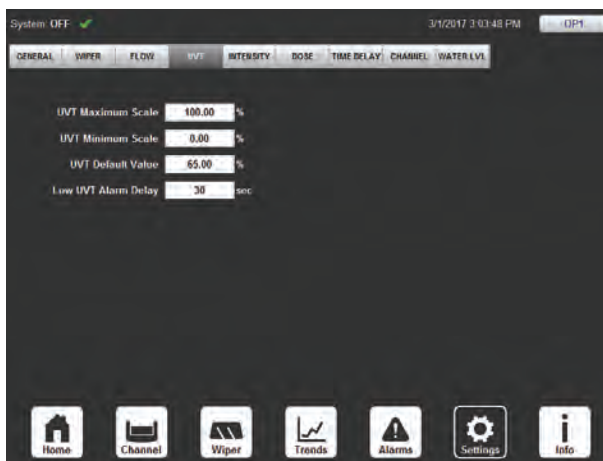 System OFF 3/1/2017 3:03:48 PM OP1
GENERAL WIPER FLOW UVT INTENSITY DOSE TIME DELAY CHANNEL WATER LVL
UVT Maximum Scale 100.00 %
UVT Minimum Scale 0.00 %
UVT Default Value 65.00 %
Low UVT Alarm Delay 30 sec
Home Channel Wiper Trends Alarms Settings Info